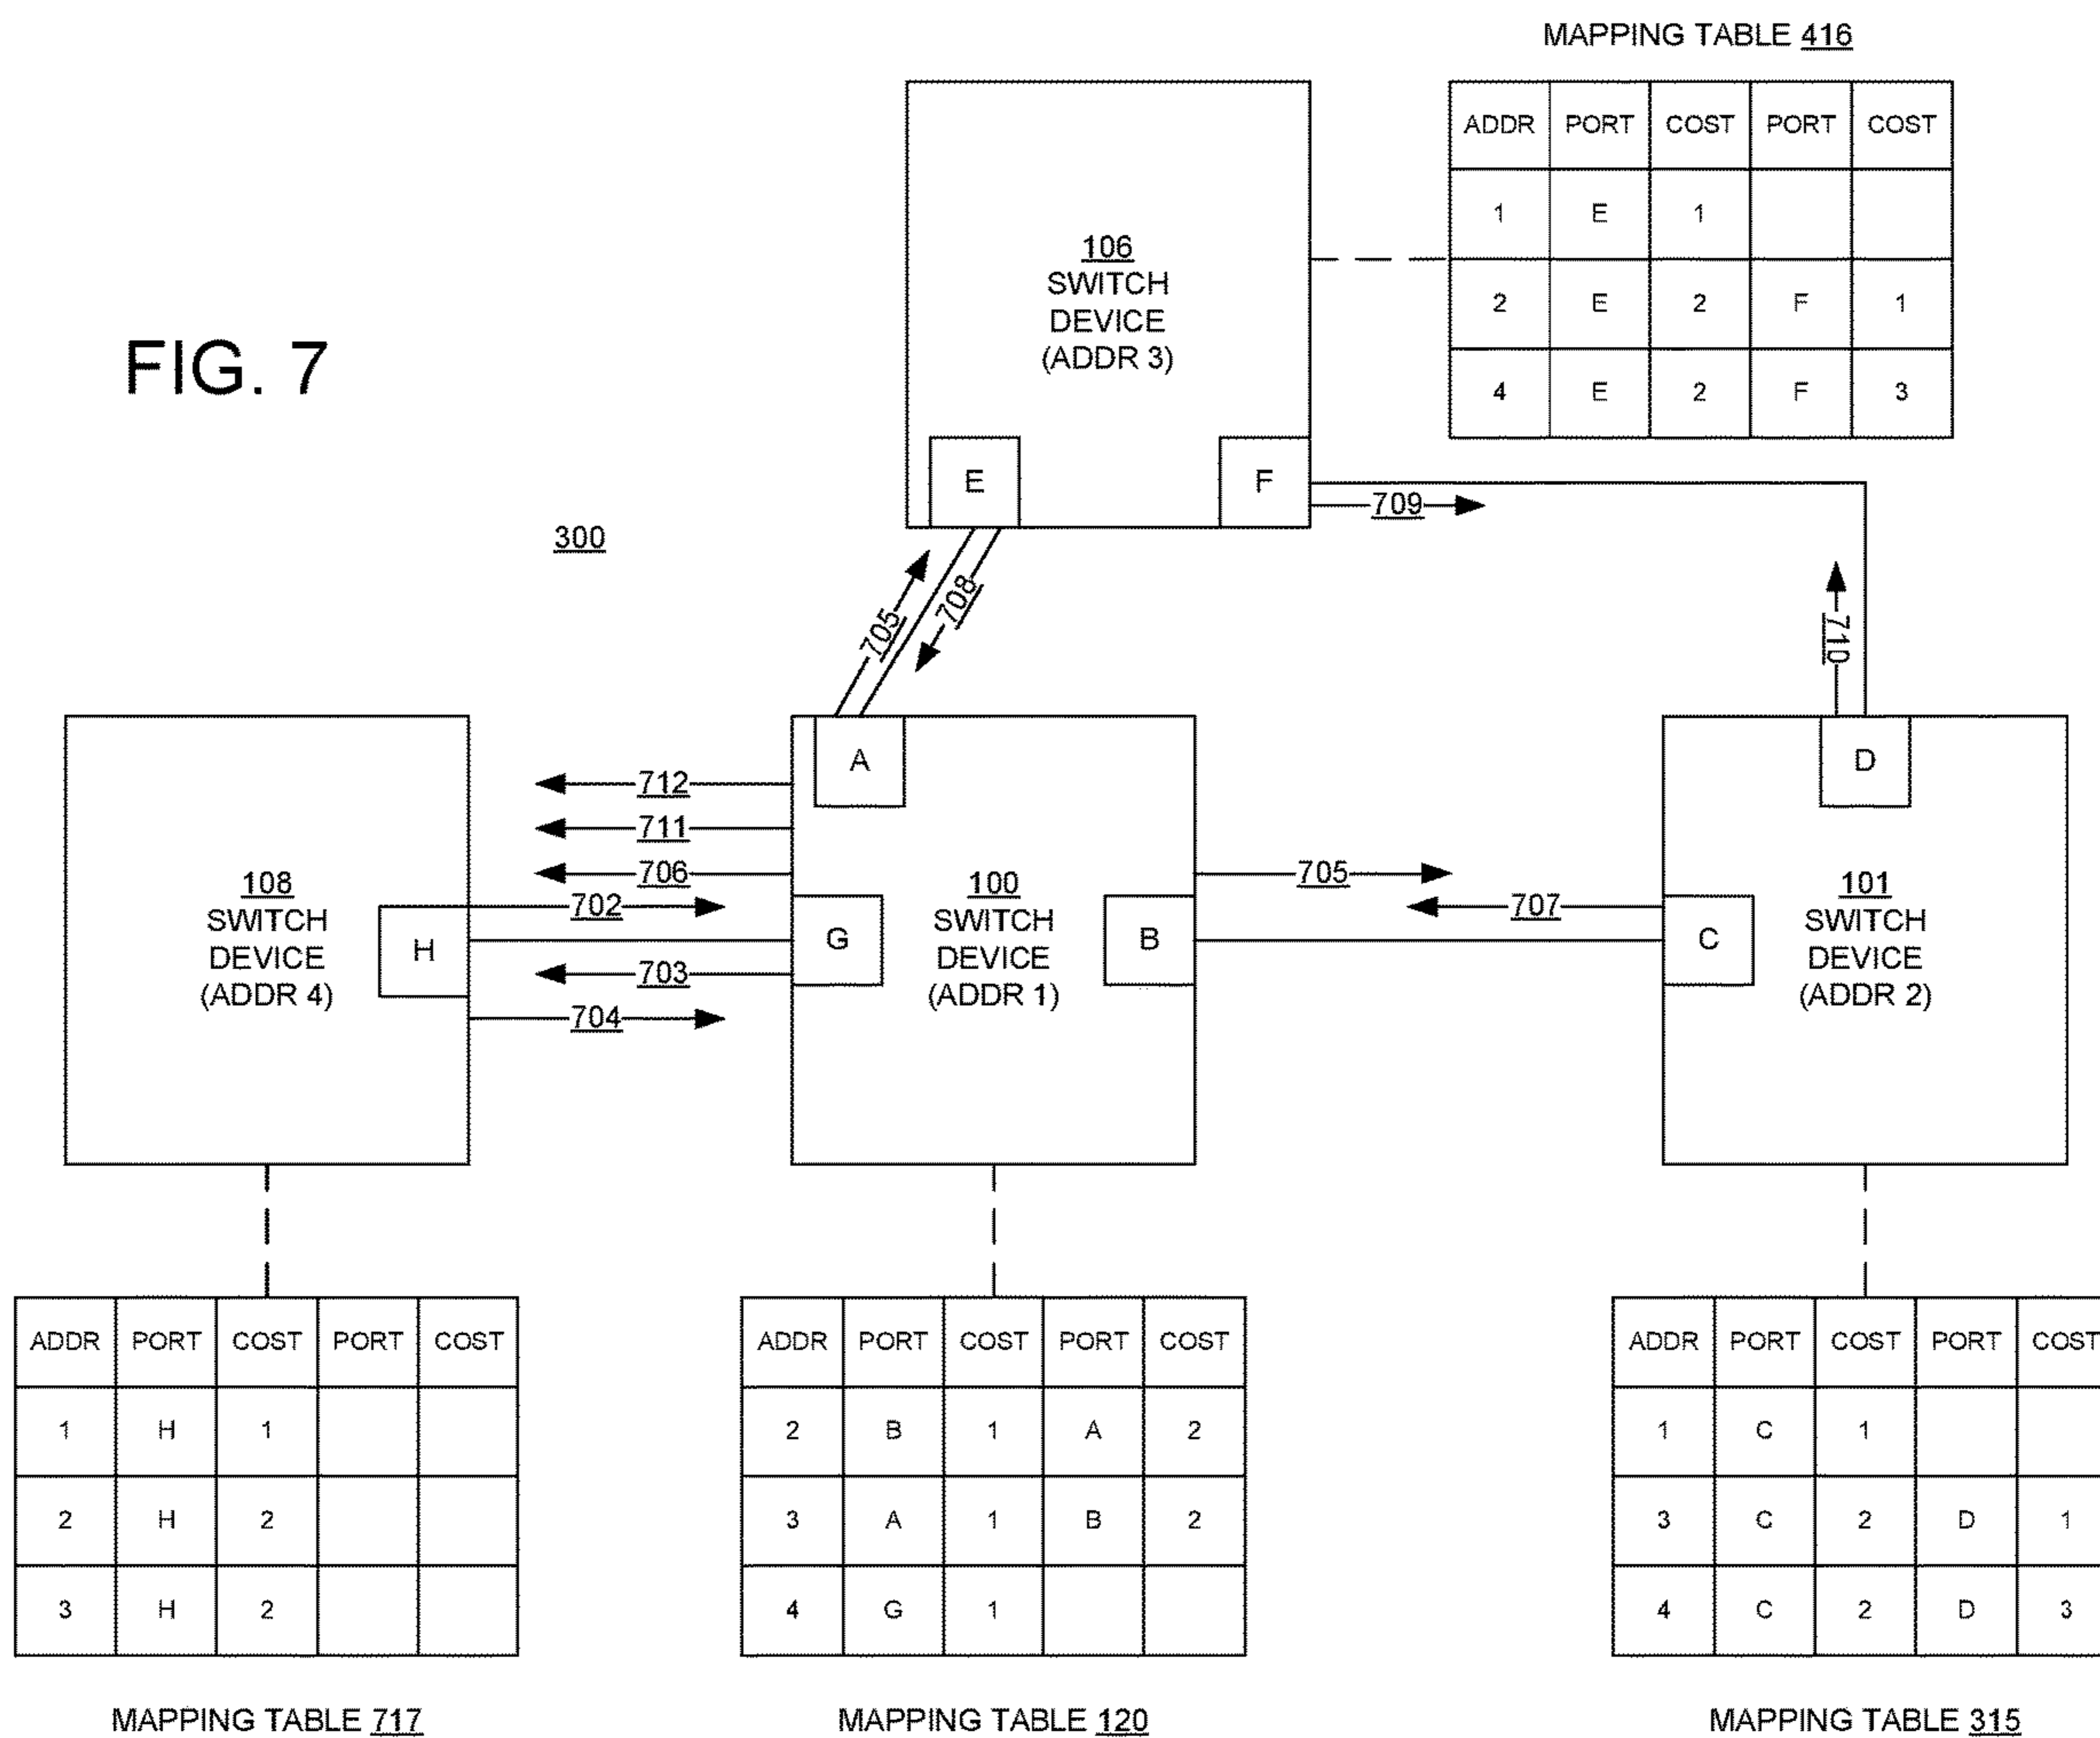 MAPPING TABLE 416
ADDR PORT COST PORT COST
1 E 1
2 E 2 F 1
4 E 2 F 3
106
SWITCH
DEVICE
(ADDR 3)
FIG. 7
E
F
709
300
705
708
710
A
D
712
711
706
702
703
704
108
SWITCH
DEVICE
(ADDR 4)
H
G
100
SWITCH
DEVICE
(ADDR 1)
B
705
707
C
101
SWITCH
DEVICE
(ADDR 2)
ADDR PORT COST PORT COST
1 H 1
2 H 2
3 H 2
MAPPING TABLE 717
ADDR PORT COST PORT COST
2 B 1 A 2
3 A 1 B 2
4 G 1
MAPPING TABLE 120
ADDR PORT COST PORT COST
1 C 1
3 C 2 D 1
4 C 2 D 3
MAPPING TABLE 315